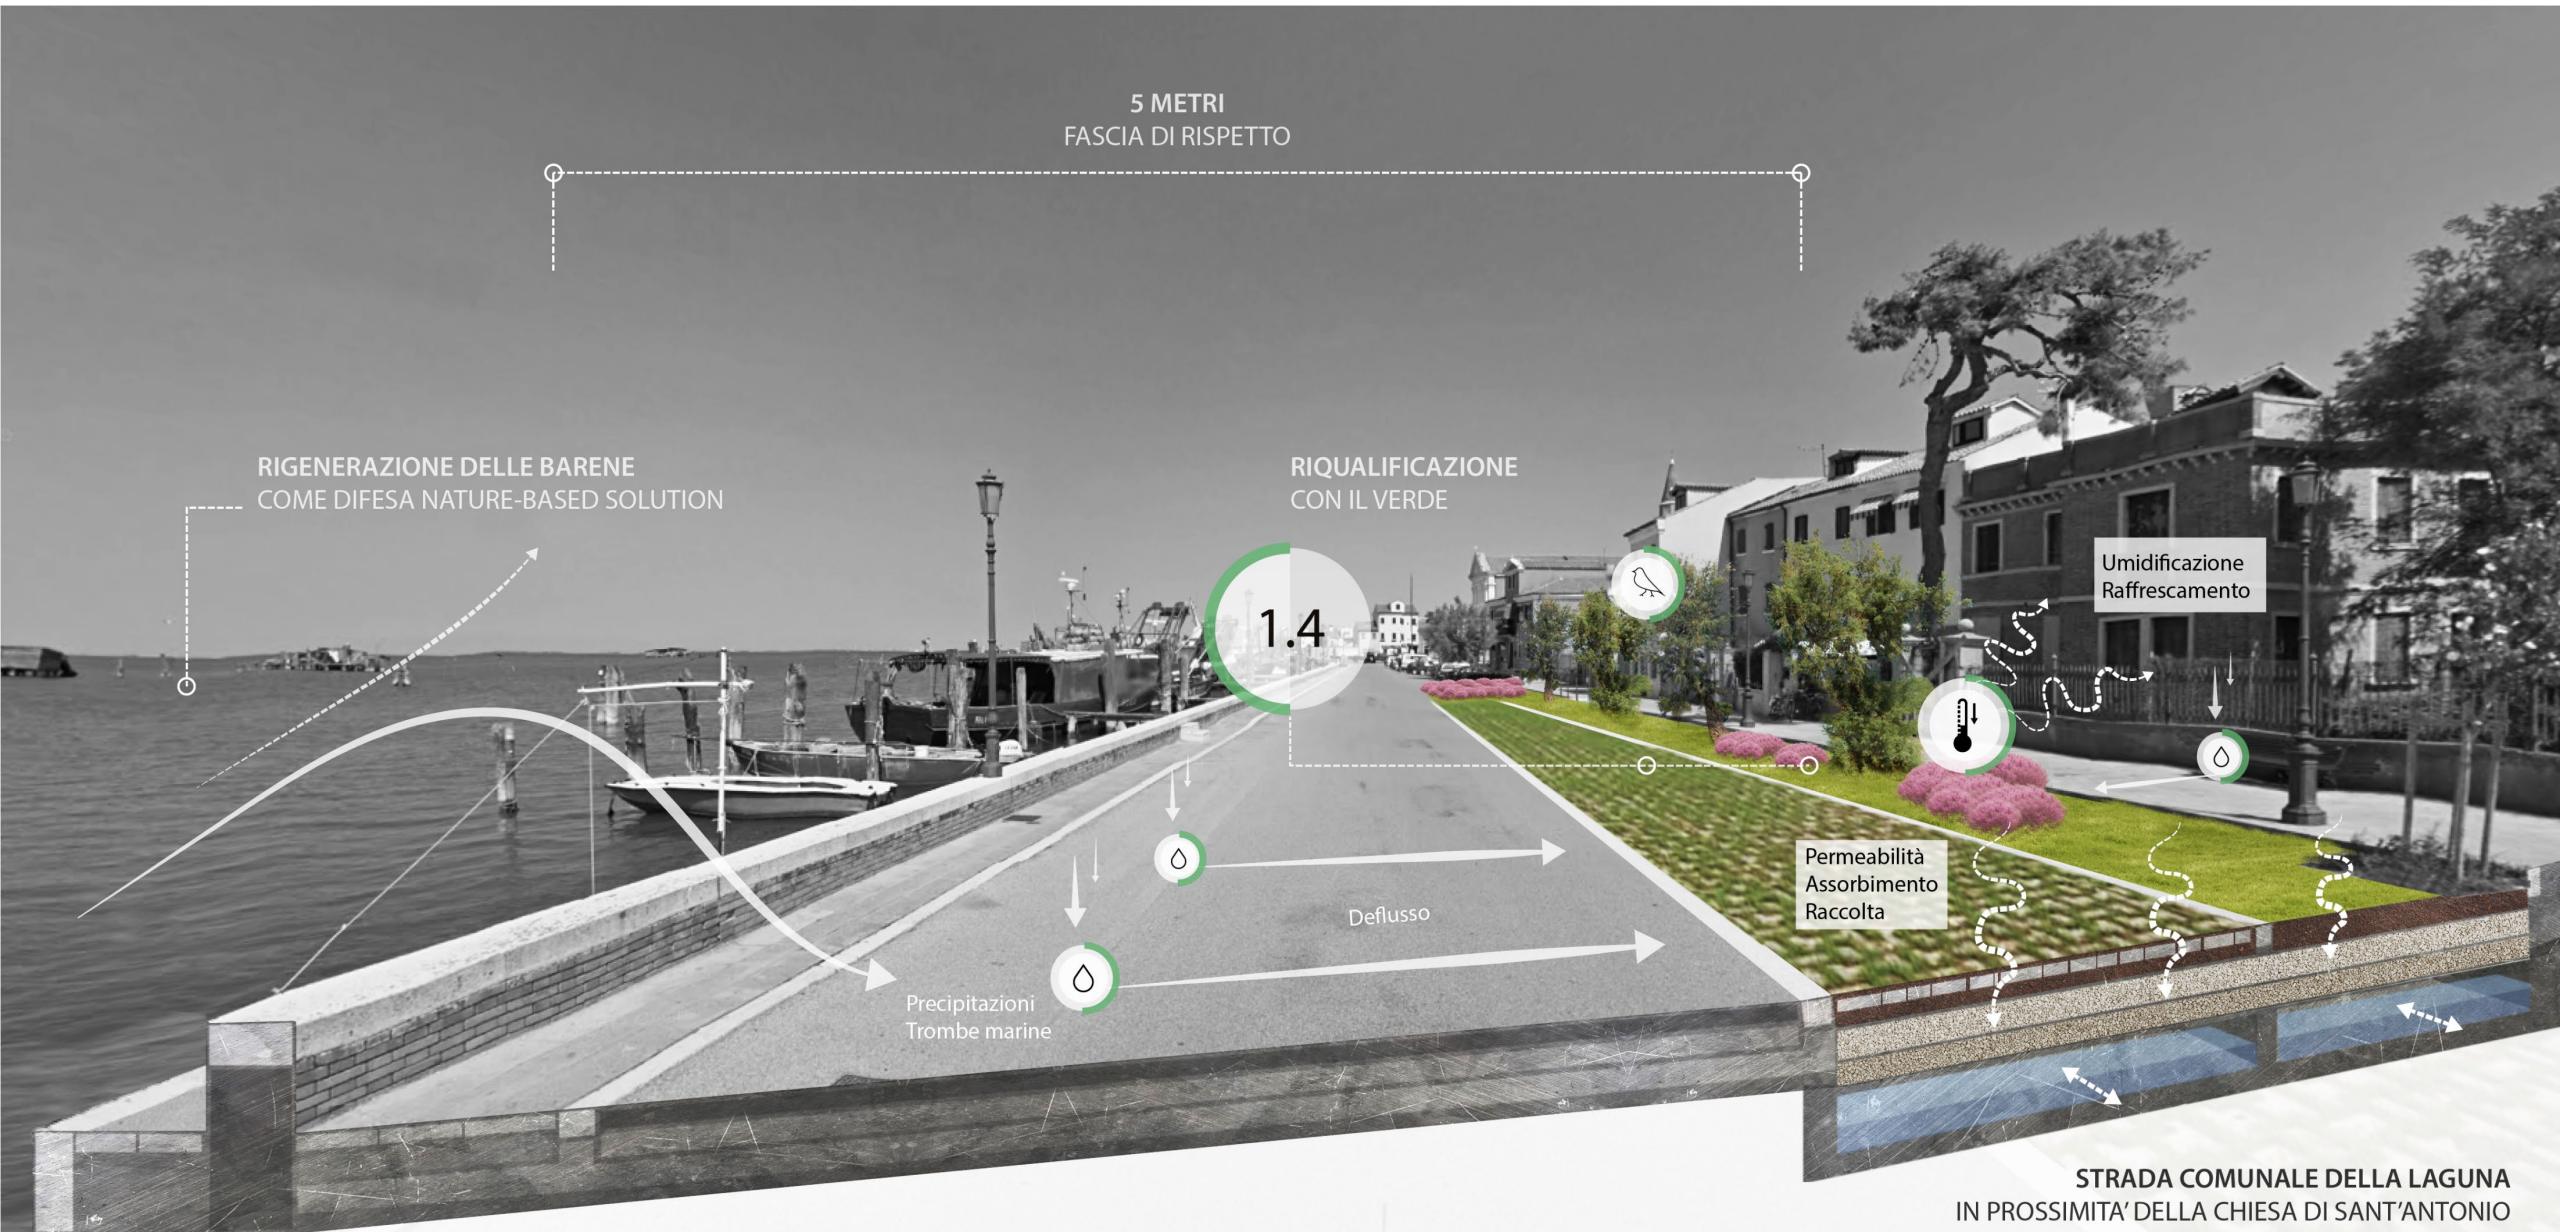 5 METRI
FASCIA DI RISPETTO
RIGENERAZIONE DELLE BARENE
COME DIFESA NATURE-BASED SOLUTION
RIQUALIFICAZIONE
CON IL VERDE
1.4
Umidificazione
Raffrescamento
Permeabilità
Assorbimento
Raccolta
Deflusso
Precipitazioni
Trombe marine
STRADA COMUNALE DELLA LAGUNA
IN PROSSIMITA' DELLA CHIESA DI SANT'ANTONIO